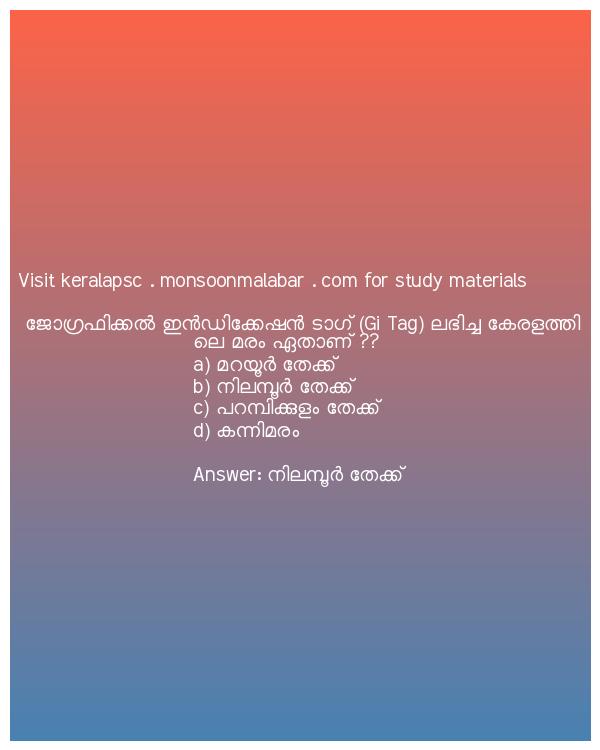 Visit keralapsc . monsoonmalabar . com for study materials
ജോഗ്രഫിക്കൽ ഇൻഡിക്കേഷൻ ടാഗ് (Gi Tag) ലഭിച്ച കേരളത്തി
ലെ മരം ഏതാണ് ??
a) മറയൂർ തേക്ക്
b) നിലമ്പൂർ തേക്ക്
c) പറമ്പിക്കുളം തേക്ക്
d) കന്നിമരം
Answer: നിലമ്പൂർ തേക്ക്